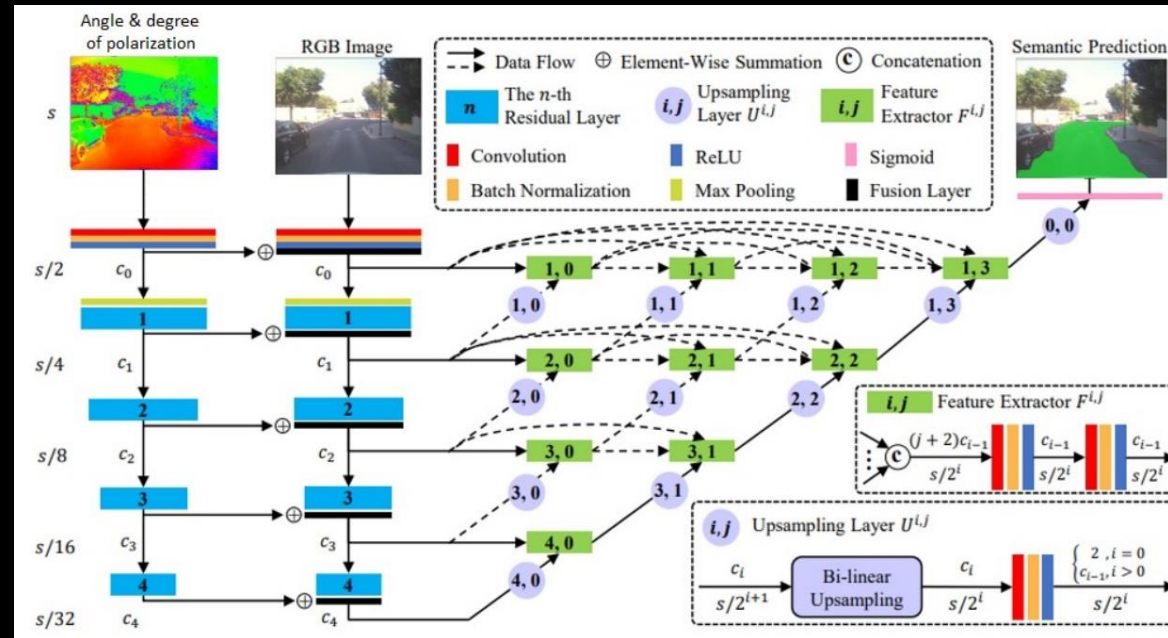 Angle & degree
of polarization
RGB Image
Semantic Prediction
Data Flow
⊕ Element-Wise Summation
c Concatenation
n The n-th
Residual Layer
i,j Upsampling
Layer U^{i,j}
i,j Feature
Extractor F^{i,j}
Convolution
ReLU
Sigmoid
Batch Normalization
Max Pooling
Fusion Layer
s
s/2
s/4
s/8
s/16
s/32
c₀
1
c₁
2
c₂
3
c₃
4
c₄
⊕
⊕
⊕
⊕
⊕
c₀
1
c₁
2
c₂
3
c₃
4
c₄
0, 0
1, 0 1, 1 1, 2 1, 3
1, 0 1, 1 1, 2 1, 3
2, 0 2, 1 2, 2
2, 0 2, 1 2, 2
3, 0 3, 1
3, 0 3, 1
4, 0
4, 0
i,j Feature Extractor F^{i,j}
c
(j + 2)c_{i−1}
s/2^i
c_{i−1}
s/2^i
c_{i−1}
s/2^i
i,j Upsampling Layer U^{i,j}
c_i
s/2^{i+1}
Bi-linear
Upsampling
c_i
s/2^i
{ 2 , i = 0
c_{i−1}, i > 0
s/2^i